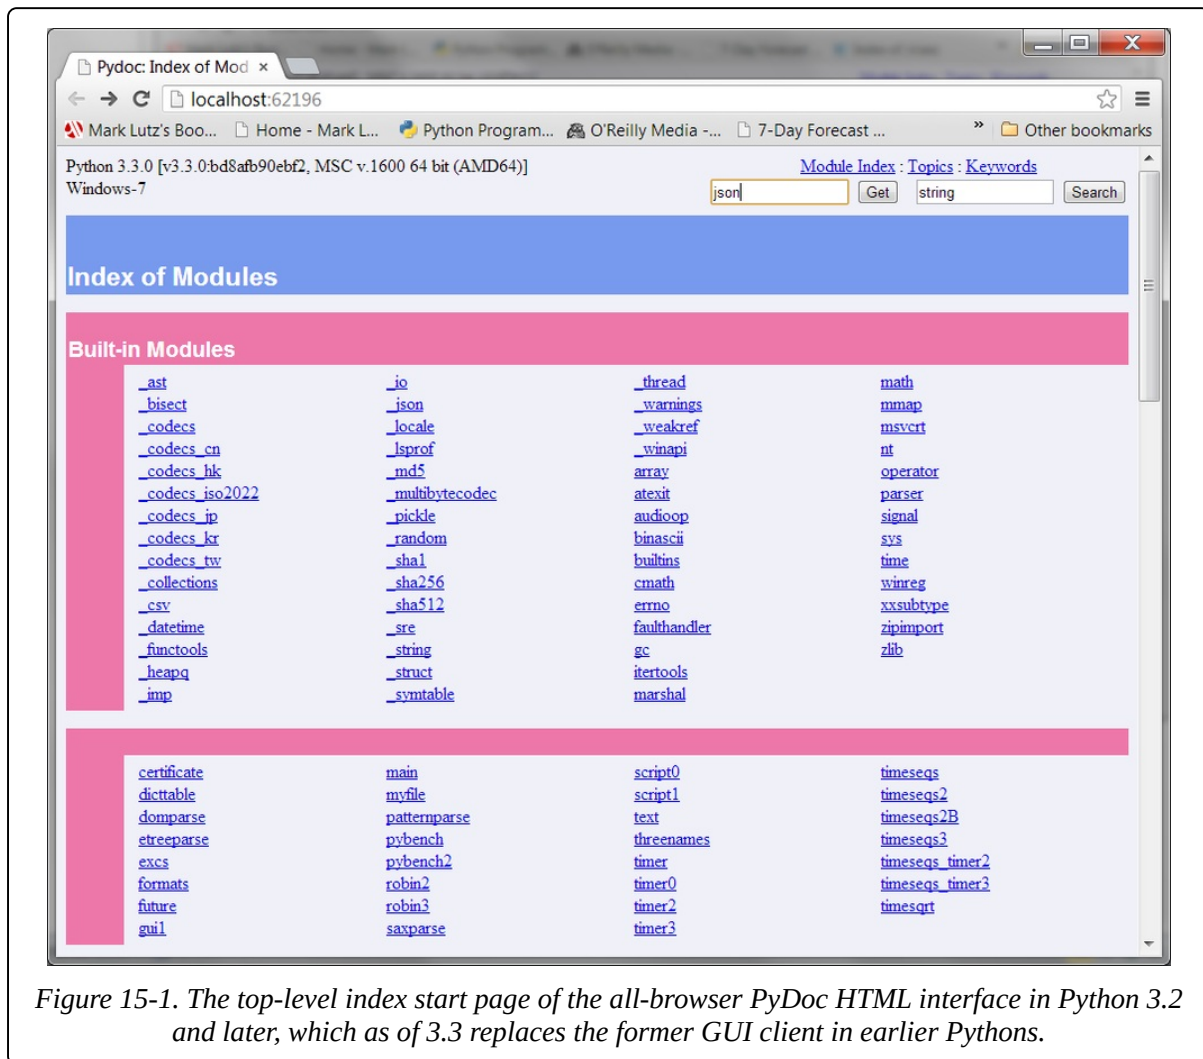 Pydoc: Index of Mod ×
localhost:62196
Mark Lutz's Boo... Home - Mark L... Python Program... O'Reilly Media -... 7-Day Forecast ... » Other bookmarks
Python 3.3.0 [v3.3.0:bd8afb90ebf2, MSC v.1600 64 bit (AMD64)]
Windows-7
Module Index : Topics : Keywords
json Get string Search
Index of Modules
Built-in Modules
_ast _io _thread math
_bisect _json _warnings mmap
_codecs _locale _weakref msvcrt
_codecs_cn _lsprof _winapi nt
_codecs_hk _md5 array operator
_codecs_iso2022 _multibytecodec atexit parser
_codecs_jp _pickle audioop signal
_codecs_kr _random binascii sys
_codecs_tw _sha1 builtins time
_collections _sha256 cmath winreg
_csv _sha512 errno xxsubtype
_datetime _sre faulthandler zipimport
_functools _string gc zlib
_heapq _struct itertools
_imp _symtable marshal
certificate main script0 timeseqs
dicttable myfile script1 timeseqs2
domparse patternparse text timeseqs2B
etreeparse pybench threenames timeseqs3
excs pybench2 timer timeseqs_timer2
formats robin2 timer0 timeseqs_timer3
future robin3 timer2 timesqrt
gui1 saxparse timer3
Figure 15-1. The top-level index start page of the all-browser PyDoc HTML interface in Python 3.2
and later, which as of 3.3 replaces the former GUI client in earlier Pythons.